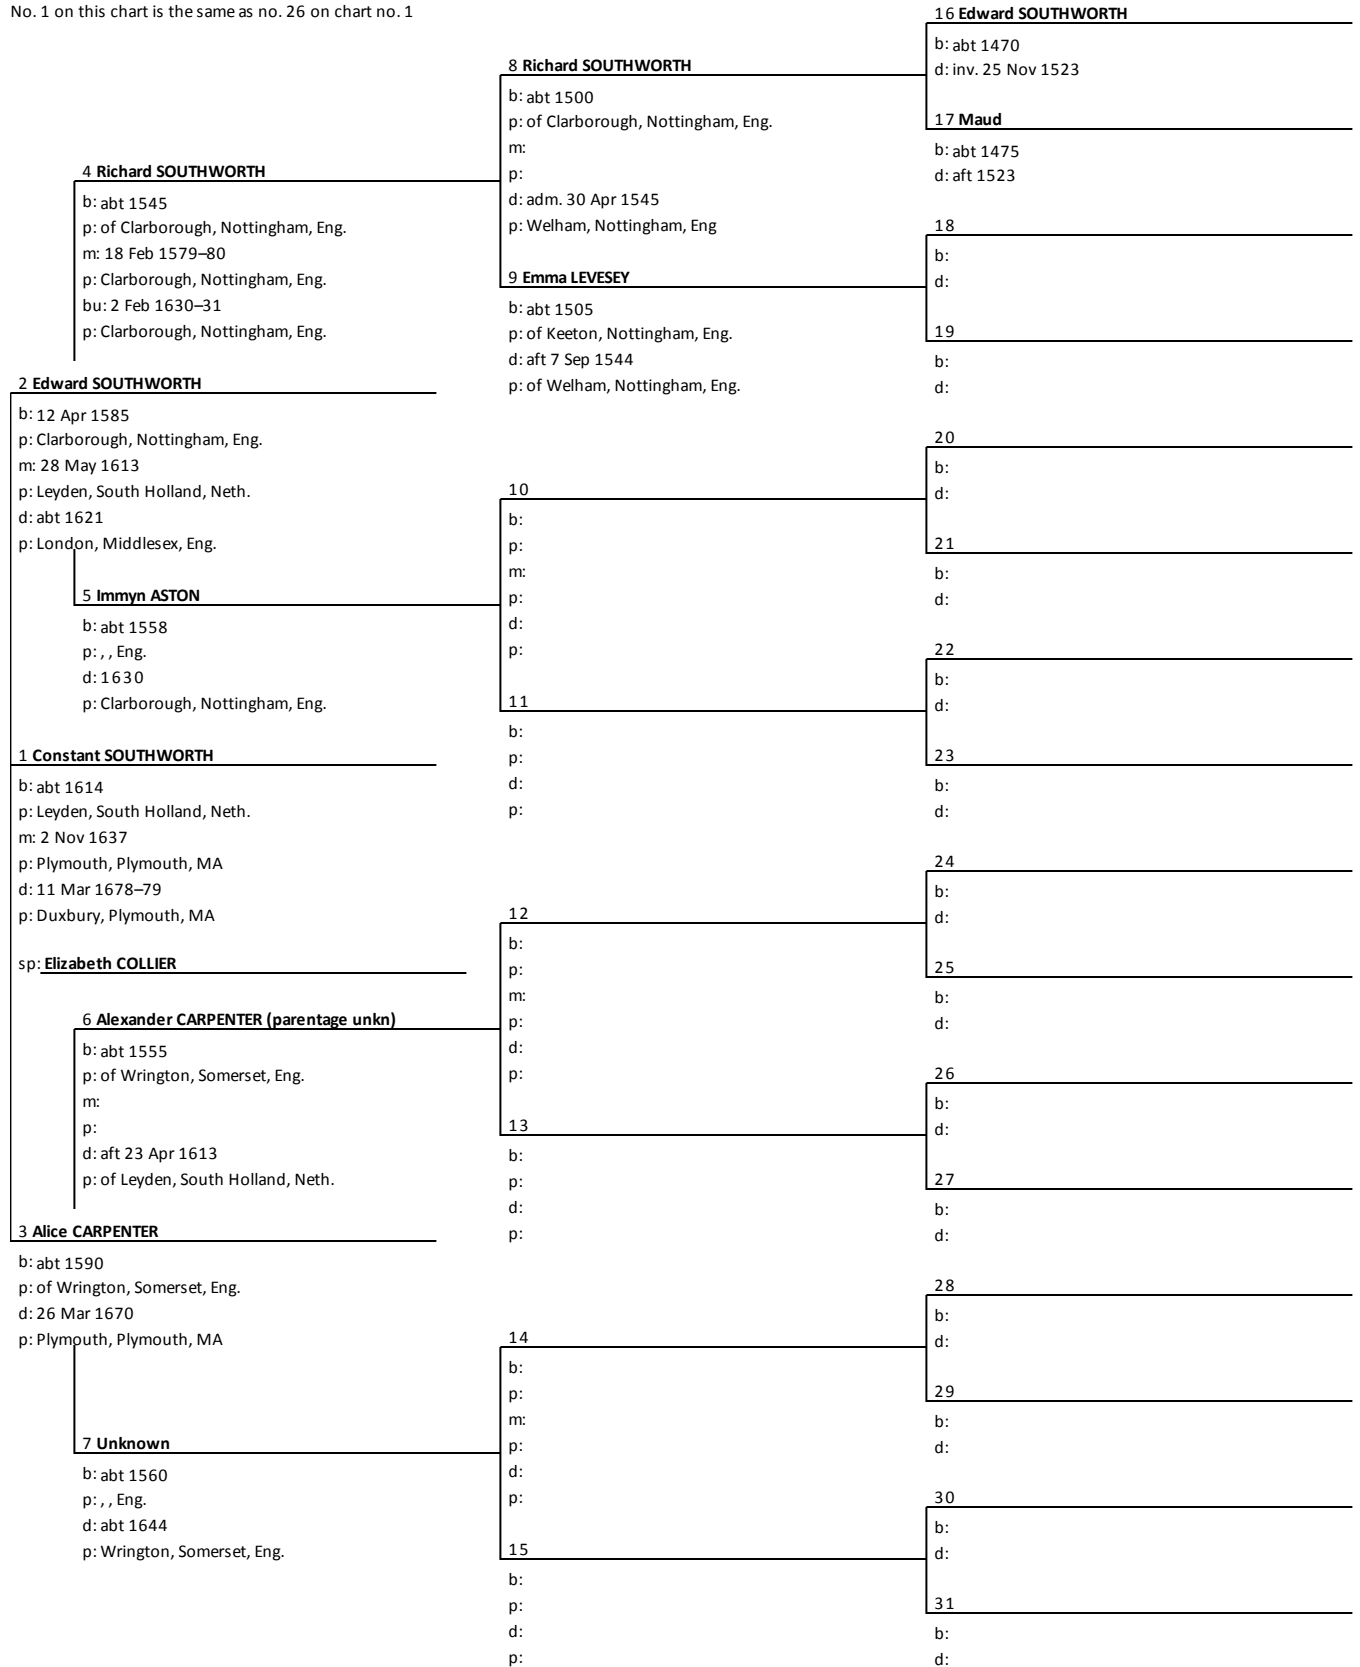 No. 1 on this chart is the same as no. 26 on chart no. 1
16 Edward SOUTHWORTH
b: abt 1470
d: inv. 25 Nov 1523
8 Richard SOUTHWORTH
b: abt 1500
p: of Clarborough, Nottingham, Eng.
m:
p:
d: adm. 30 Apr 1545
p: Welham, Nottingham, Eng
17 Maud
b: abt 1475
d: aft 1523
4 Richard SOUTHWORTH
b: abt 1545
p: of Clarborough, Nottingham, Eng.
m: 18 Feb 1579–80
p: Clarborough, Nottingham, Eng.
bu: 2 Feb 1630–31
p: Clarborough, Nottingham, Eng.
18
b:
d:
9 Emma LEVESEY
b: abt 1505
p: of Keeton, Nottingham, Eng.
d: aft 7 Sep 1544
p: of Welham, Nottingham, Eng.
19
b:
d:
2 Edward SOUTHWORTH
b: 12 Apr 1585
p: Clarborough, Nottingham, Eng.
m: 28 May 1613
p: Leyden, South Holland, Neth.
d: abt 1621
p: London, Middlesex, Eng.
20
b:
d:
10
b:
p:
m:
p:
d:
p:
21
b:
d:
5 Immyn ASTON
b: abt 1558
p: , , Eng.
d: 1630
p: Clarborough, Nottingham, Eng.
22
b:
d:
11
b:
p:
d:
p:
23
b:
d:
1 Constant SOUTHWORTH
b: abt 1614
p: Leyden, South Holland, Neth.
m: 2 Nov 1637
p: Plymouth, Plymouth, MA
d: 11 Mar 1678–79
p: Duxbury, Plymouth, MA
sp: Elizabeth COLLIER
24
b:
d:
12
b:
p:
m:
p:
d:
p:
25
b:
d:
6 Alexander CARPENTER (parentage unkn)
b: abt 1555
p: of Wrington, Somerset, Eng.
m:
p:
d: aft 23 Apr 1613
p: of Leyden, South Holland, Neth.
26
b:
d:
13
b:
p:
d:
p:
27
b:
d:
3 Alice CARPENTER
b: abt 1590
p: of Wrington, Somerset, Eng.
d: 26 Mar 1670
p: Plymouth, Plymouth, MA
28
b:
d:
14
b:
p:
m:
p:
d:
p:
29
b:
d:
7 Unknown
b: abt 1560
p: , , Eng.
d: abt 1644
p: Wrington, Somerset, Eng.
30
b:
d:
15
b:
p:
d:
p:
31
b:
d: